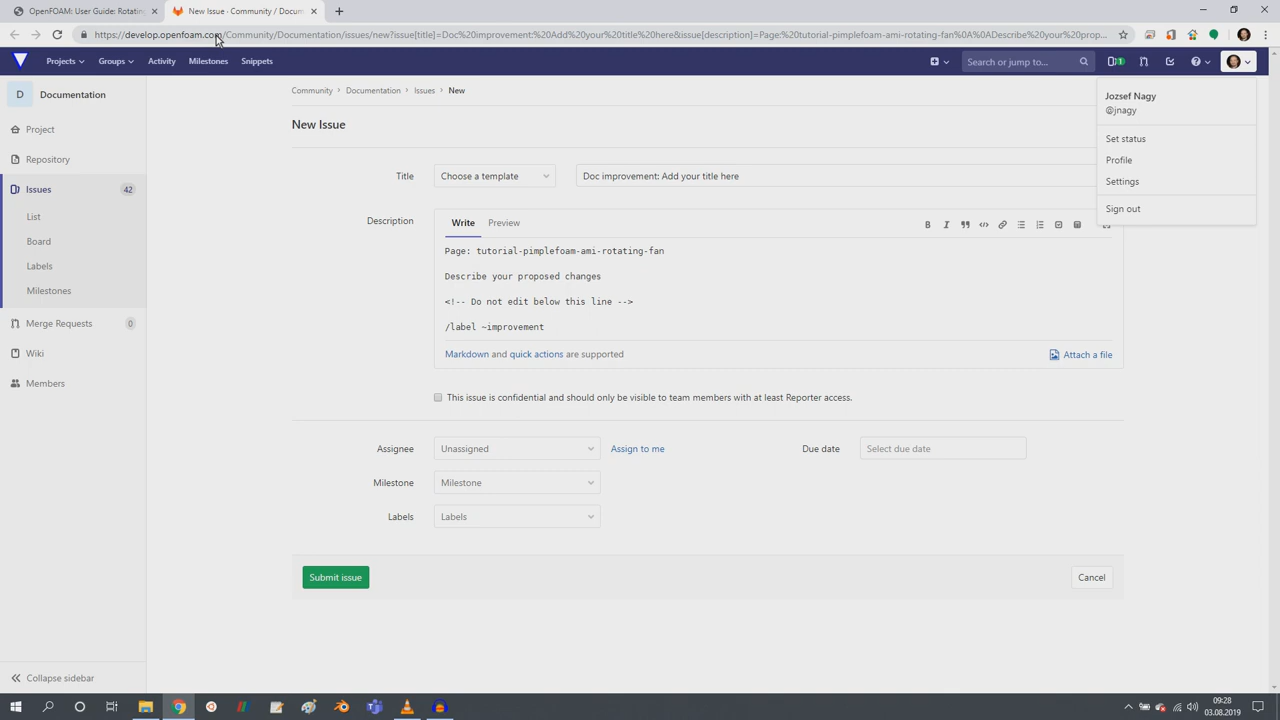 OpenFOAM: User Guide: Rotating
New Issue · Community / Docum
https://develop.openfoam.com/Community/Documentation/issues/new?issue[title]=Doc%20improvement:%20Add%20your%20title%20here&issue[description]=Page:%20tutorial-pimplefoam-ami-rotating-fan%0A%0ADescribe%20your%20prop...
Projects
Groups
Activity
Milestones
Snippets
Search or jump to...
1
D
Documentation
Project
Repository
Issues
42
List
Board
Labels
Milestones
Merge Requests
0
Wiki
Members
Collapse sidebar
Community
Documentation
Issues
New
New Issue
Title
Choose a template
Doc improvement: Add your title here
Description
Write
Preview
Page: tutorial-pimplefoam-ami-rotating-fan
Describe your proposed changes
<!-- Do not edit below this line -->
/label ~improvement
Markdown and quick actions are supported
Attach a file
This issue is confidential and should only be visible to team members with at least Reporter access.
Assignee
Unassigned
Assign to me
Due date
Select due date
Milestone
Milestone
Labels
Labels
Submit issue
Cancel
Jozsef Nagy
@jnagy
Set status
Profile
Settings
Sign out
09:28
03.08.2019